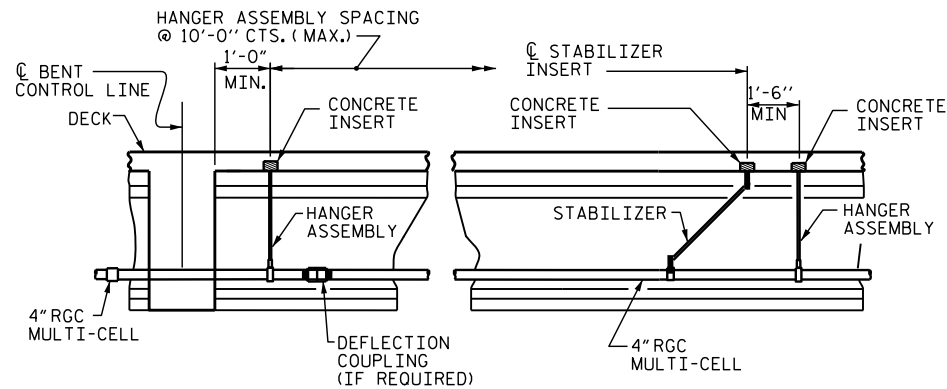 HANGER ASSEMBLY SPACING
@ 10'-0'' CTS. (MAX.)
1'-0"
MIN.
℄ BENT
CONTROL LINE
DECK
CONCRETE
INSERT
HANGER
ASSEMBLY
4" RGC
MULTI-CELL
DEFLECTION
COUPLING
(IF REQUIRED)
℄ STABILIZER
INSERT
CONCRETE
INSERT
1'-6''
MIN
CONCRETE
INSERT
STABILIZER
HANGER
ASSEMBLY
4" RGC
MULTI-CELL